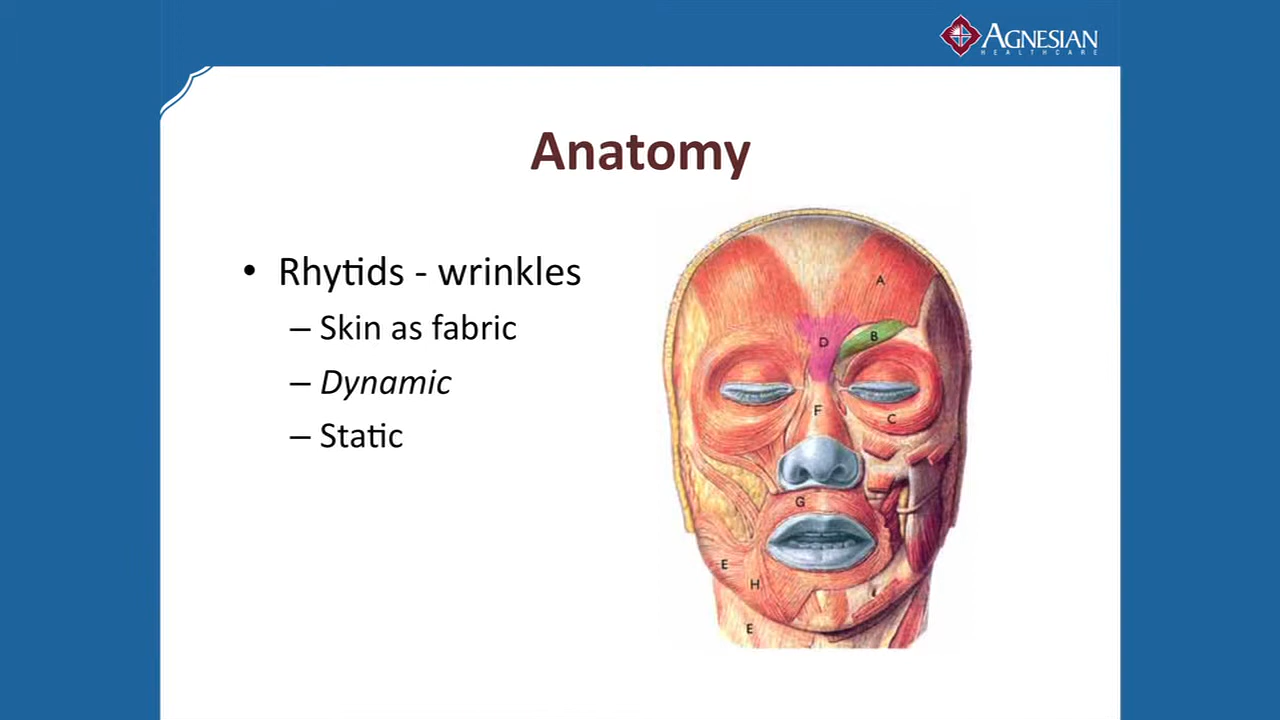 AGNESIAN
HEALTHCARE
Anatomy
• Rhytids - wrinkles
– Skin as fabric
– Dynamic
– Static
A
B
D
F
C
G
E
H
E